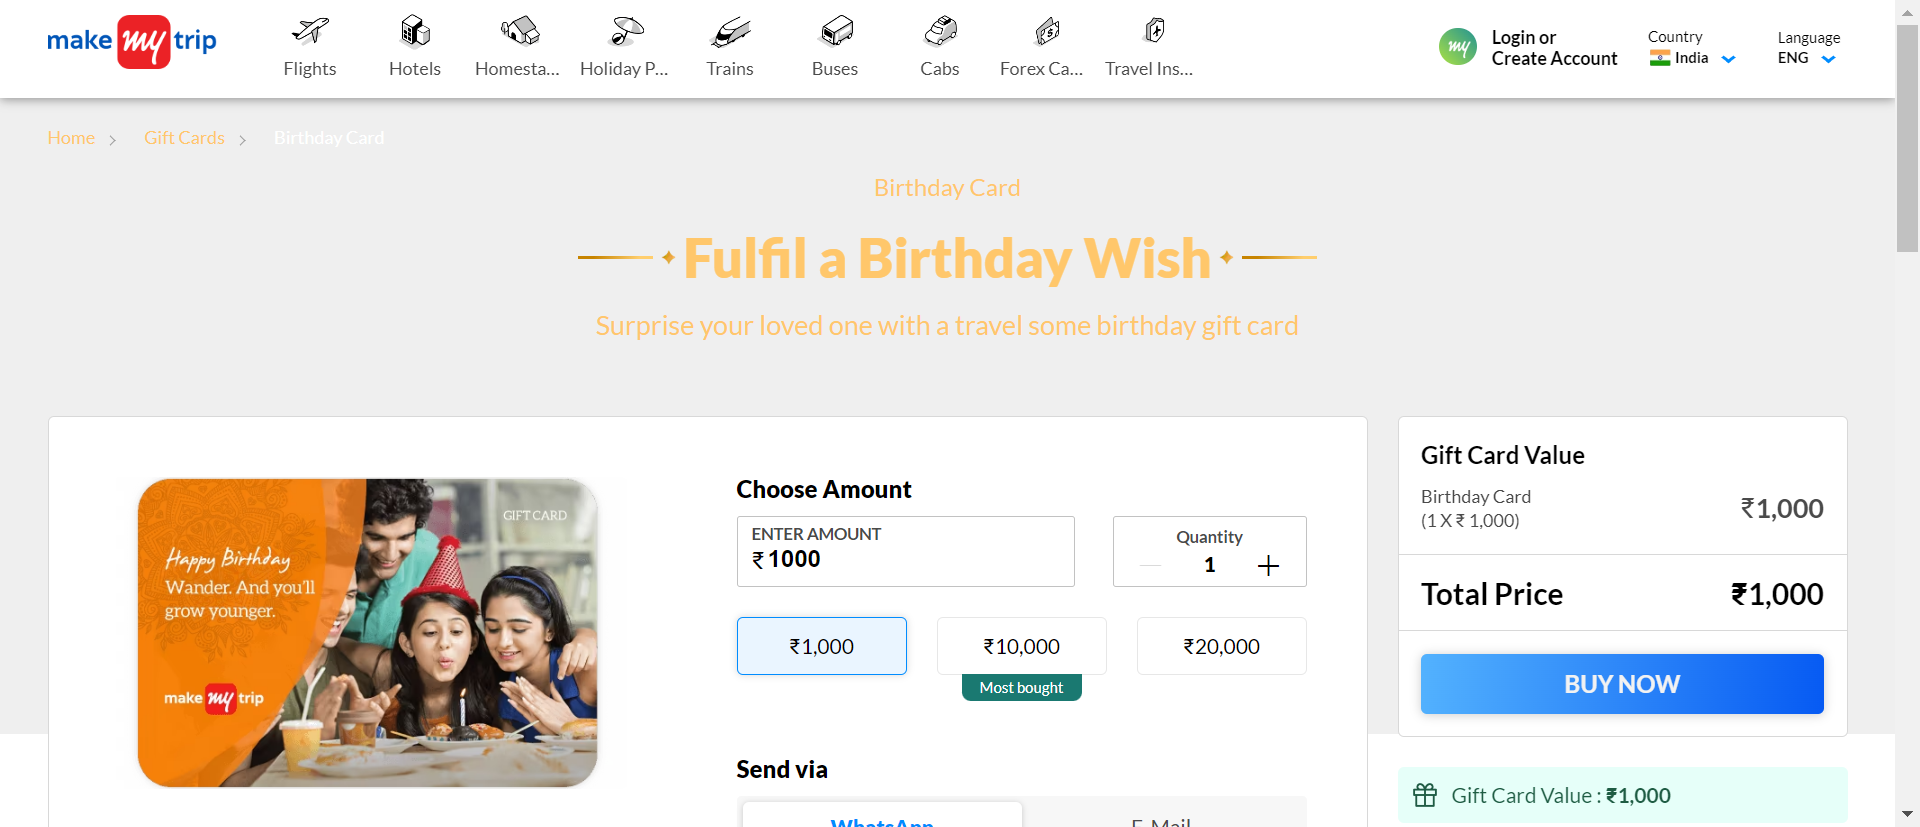 make my trip
Flights
Hotels
Homesta...
Holiday P...
Trains
Buses
Cabs
Forex Ca...
Travel Ins...
my
Login or
Create Account
Country
India
Language
ENG
Home
Gift Cards
Birthday Card
Birthday Card
Fulfil a Birthday Wish
Surprise your loved one with a travel some birthday gift card
GIFT CARD
Happy Birthday
Wander. And you'll
grow younger.
make my trip
Choose Amount
ENTER AMOUNT
₹ 1000
Quantity
1
₹1,000
₹10,000
₹20,000
Most bought
Send via
WhatsApp
E-Mail
Gift Card Value
Birthday Card
(1 X ₹ 1,000)
₹1,000
Total Price
₹1,000
BUY NOW
Gift Card Value : ₹1,000